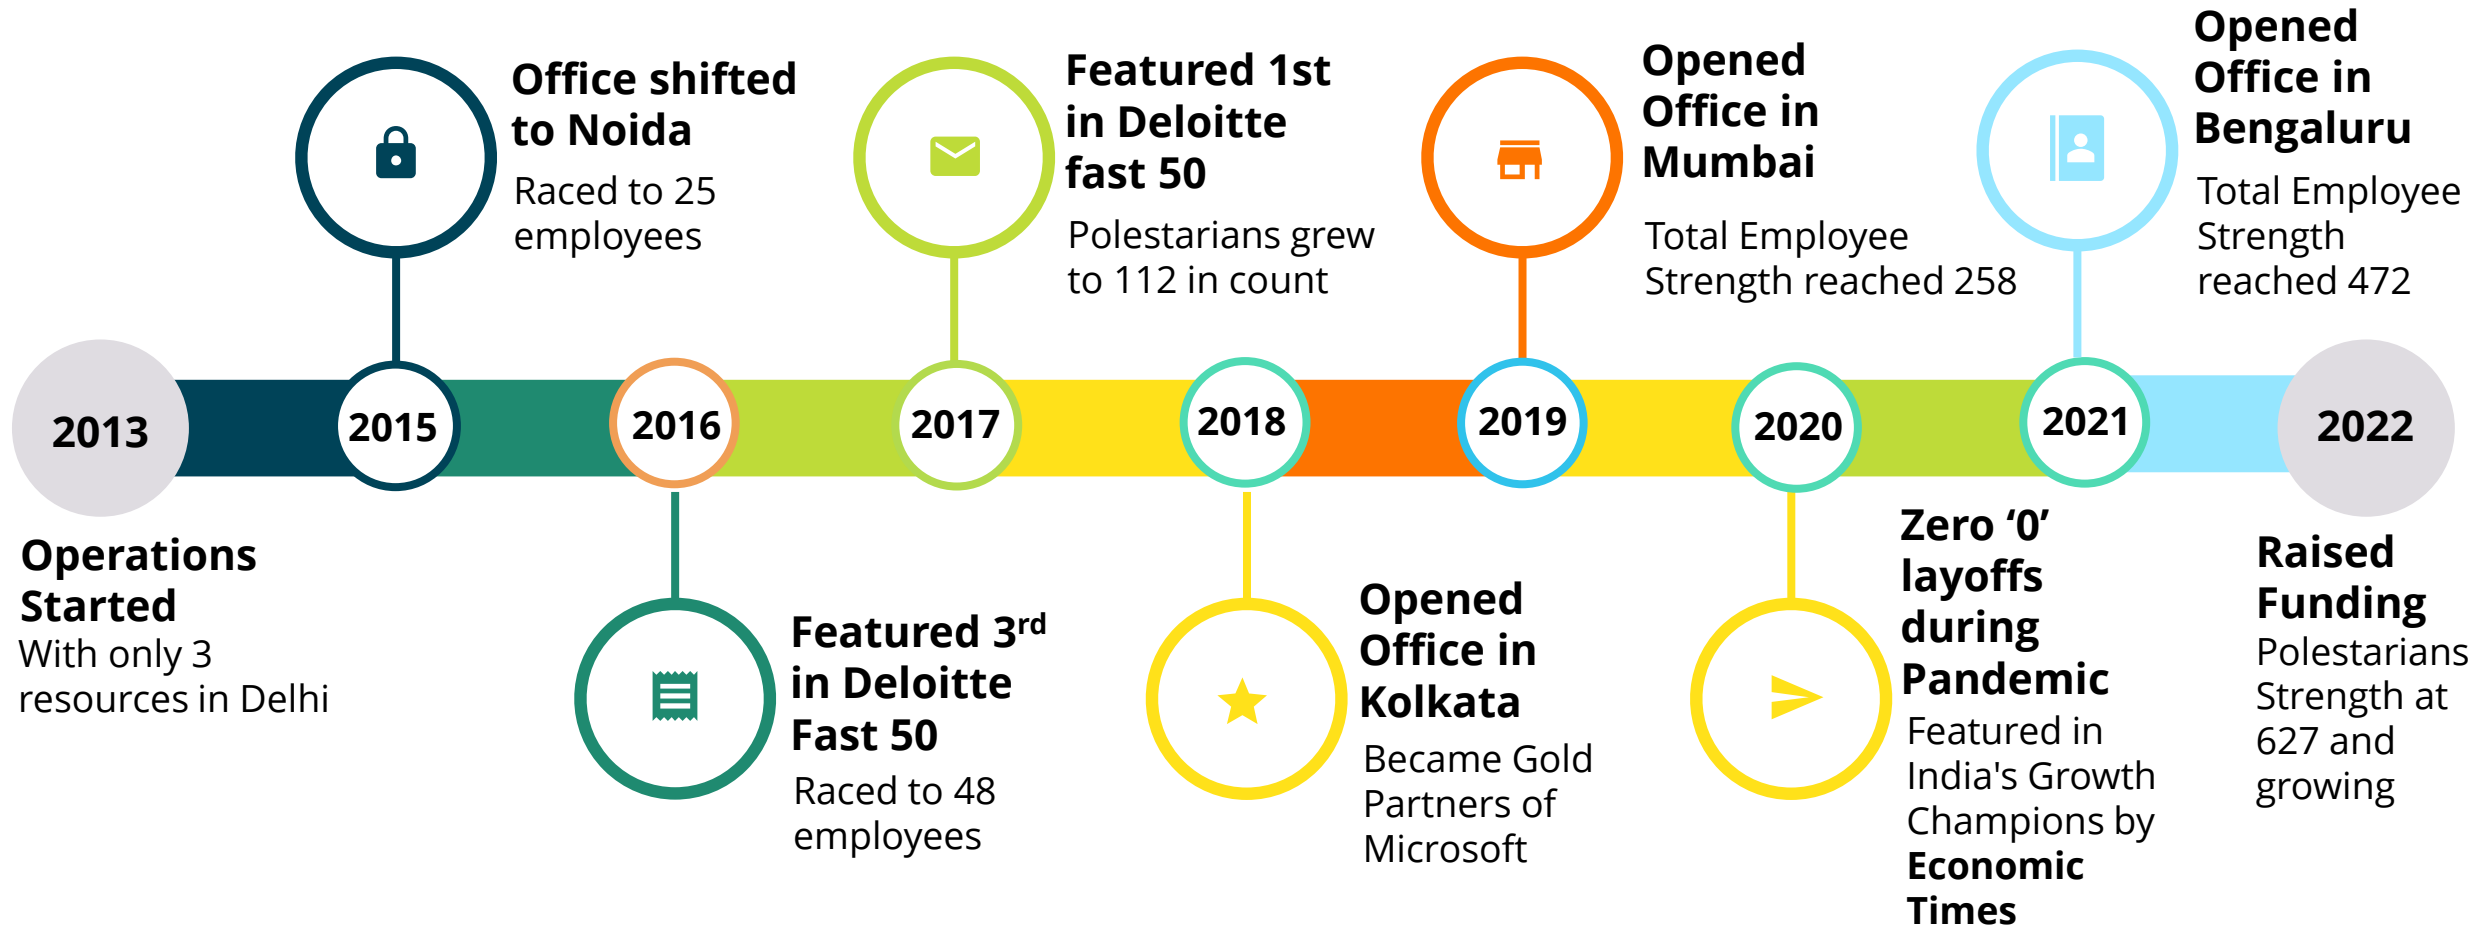 2013
Operations
Started
With only 3
resources in Delhi
2015
Office shifted
to Noida
Raced to 25
employees
2016
Featured 3rd
in Deloitte
Fast 50
Raced to 48
employees
2017
Featured 1st
in Deloitte
fast 50
Polestarians grew
to 112 in count
2018
Opened
Office in
Kolkata
Became Gold
Partners of
Microsoft
2019
Opened
Office in
Mumbai
Total Employee
Strength reached 258
2020
Zero ‘0’
layoffs
during
Pandemic
Featured in
India's Growth
Champions by
Economic
Times
2021
Opened
Office in
Bengaluru
Total Employee
Strength
reached 472
2022
Raised
Funding
Polestarians
Strength at
627 and
growing